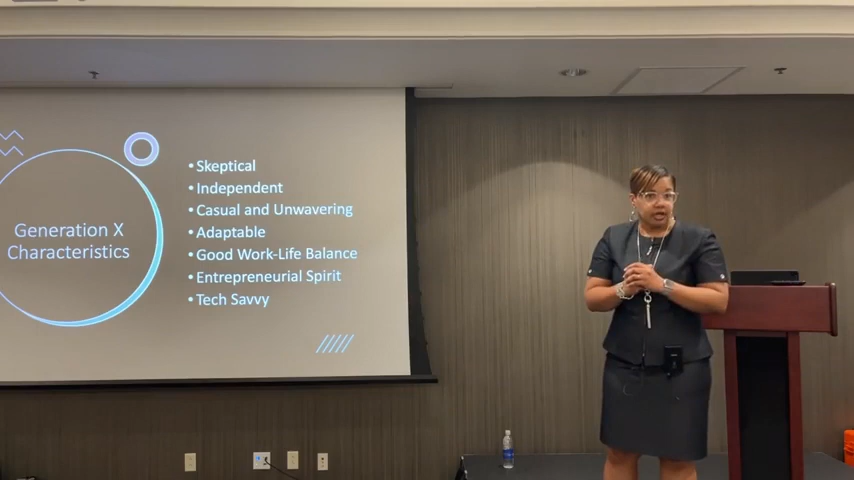 Generation X
Characteristics
• Skeptical
• Independent
• Casual and Unwavering
• Adaptable
• Good Work-Life Balance
• Entrepreneurial Spirit
• Tech Savvy